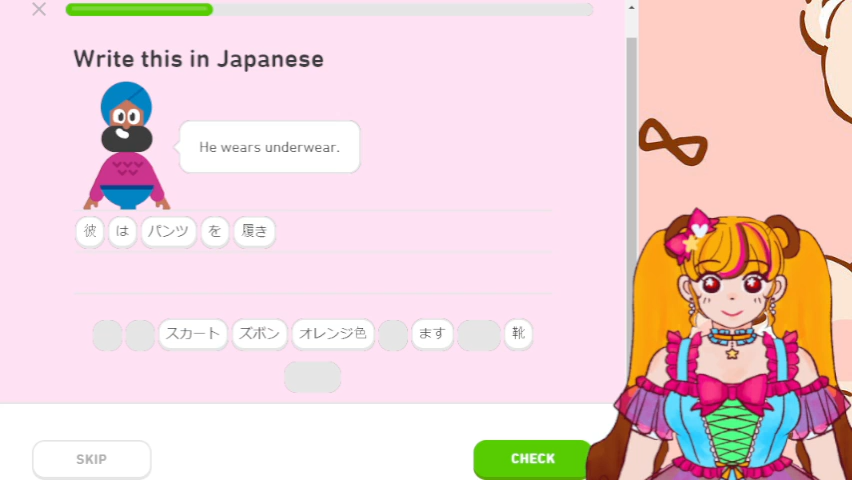 Write this in Japanese
He wears underwear.
彼 は パンツ を 履き
スカート ズボン オレンジ色 ます 靴
SKIP CHECK